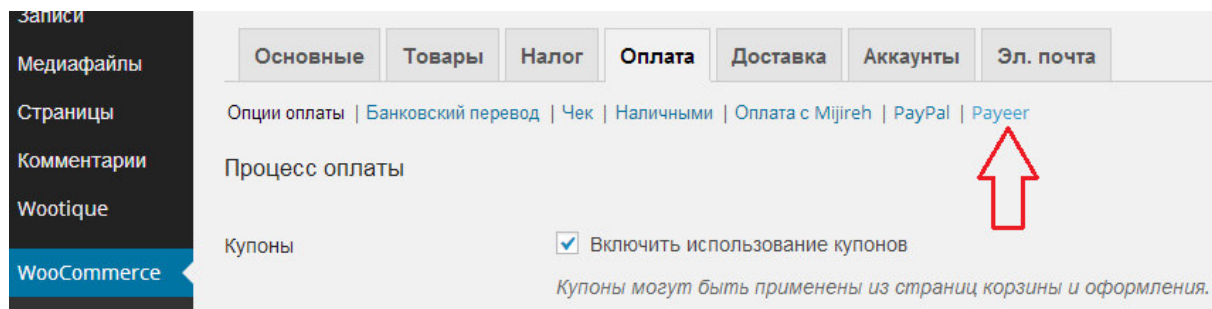 Записи
Медиафайлы
Страницы
Комментарии
Wootique
WooCommerce
Основные Товары Налог Оплата Доставка Аккаунты Эл. почта
Опции оплаты | Банковский перевод | Чек | Наличными | Оплата с Mijireh | PayPal | Payeer
Процесс оплаты
Купоны Включить использование купонов
Купоны могут быть применены из страниц корзины и оформления.